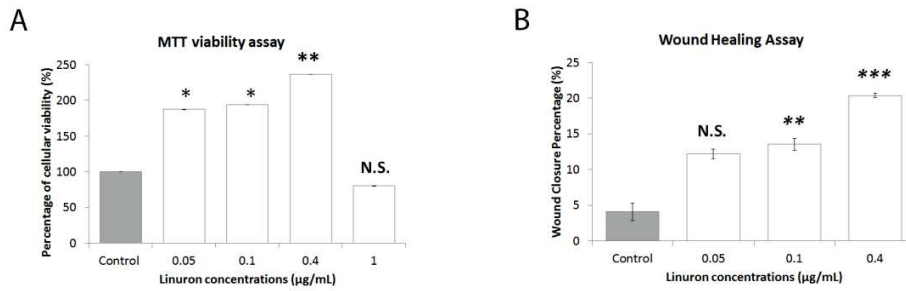 A
MTT viability assay
Percentage of cellular viability (%)
250
200
150
100
50
0
*
*
**
N.S.
Control
0.05
0.1
0.4
1
Linuron concentrations (µg/mL)
B
Wound Healing Assay
Wound Closure Percentage (%)
25
20
15
10
5
0
N.S.
**
***
Control
0.05
0.1
0.4
Linuron concentrations (µg/mL)